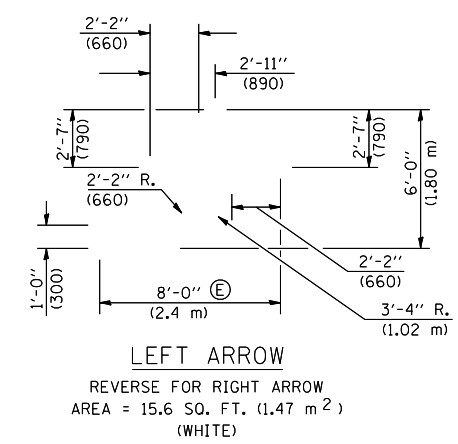 2'-2"
(660)
2'-11"
(890)
2'-7"
(790)
2'-7"
(790)
6'-0"
(1.80 m)
2'-2" R.
(660)
1'-0"
(300)
2'-2"
(660)
8'-0" E
(2.4 m)
3'-4" R.
(1.02 m)
LEFT ARROW
REVERSE FOR RIGHT ARROW
AREA = 15.6 SQ. FT. (1.47 m²)
(WHITE)